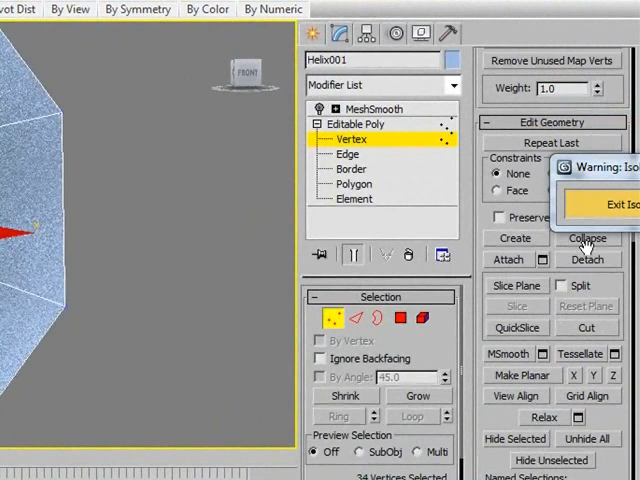 vot Dist By View By Symmetry By Color By Numeric
FRONT
Helix001
Modifier List
MeshSmooth
Editable Poly
Vertex
Edge
Border
Polygon
Element
Selection
By Vertex
Ignore Backfacing
By Angle: 45.0
Shrink Grow
Ring Loop
Preview Selection
Off SubObj Multi
34 Vertices Selected
Remove Unused Map Verts
Weight: 1.0
Edit Geometry
Repeat Last
Constraints
None
Face
Preserve
Warning: Iso
Exit Iso
Create Collapse
Attach Detach
Slice Plane Split
Slice Reset Plane
QuickSlice Cut
MSmooth Tessellate
Make Planar X Y Z
View Align Grid Align
Relax
Hide Selected Unhide All
Hide Unselected
Named Selections: